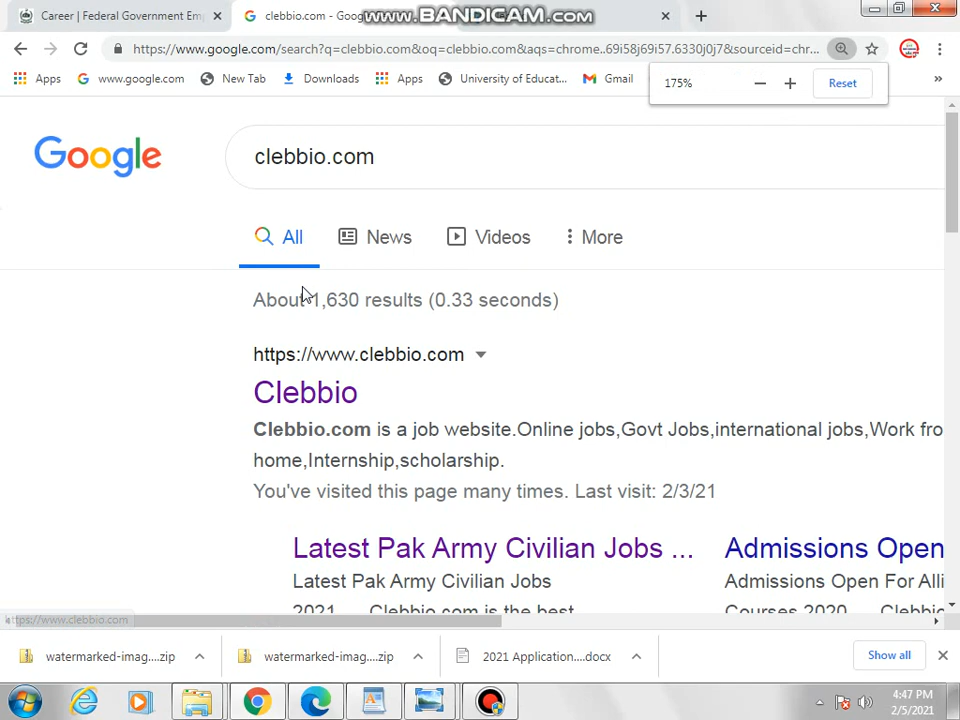 Career | Federal Government Em
clebbio.com - Goo
www.BANDICAM.com
https://www.google.com/search?q=clebbio.com&oq=clebbio.com&aqs=chrome..69i58j69i57.6330j0j7&sourceid=chr...
Apps
www.google.com
New Tab
Downloads
Apps
University of Educat...
Gmail
»
175%
Reset
Google
clebbio.com
All
News
Videos
More
About 1,630 results (0.33 seconds)
https://www.clebbio.com
Clebbio
Clebbio.com is a job website.Online jobs,Govt Jobs,international jobs,Work fro
home,Internship,scholarship.
You've visited this page many times. Last visit: 2/3/21
Latest Pak Army Civilian Jobs ...
Admissions Open
Latest Pak Army Civilian Jobs
Admissions Open For Alli
2021 ... Clebbio.com is the best
Courses 2020 ... Clebbio
https://www.clebbio.com
watermarked-imag....zip
watermarked-imag....zip
2021 Application....docx
Show all
4:47 PM
2/5/2021